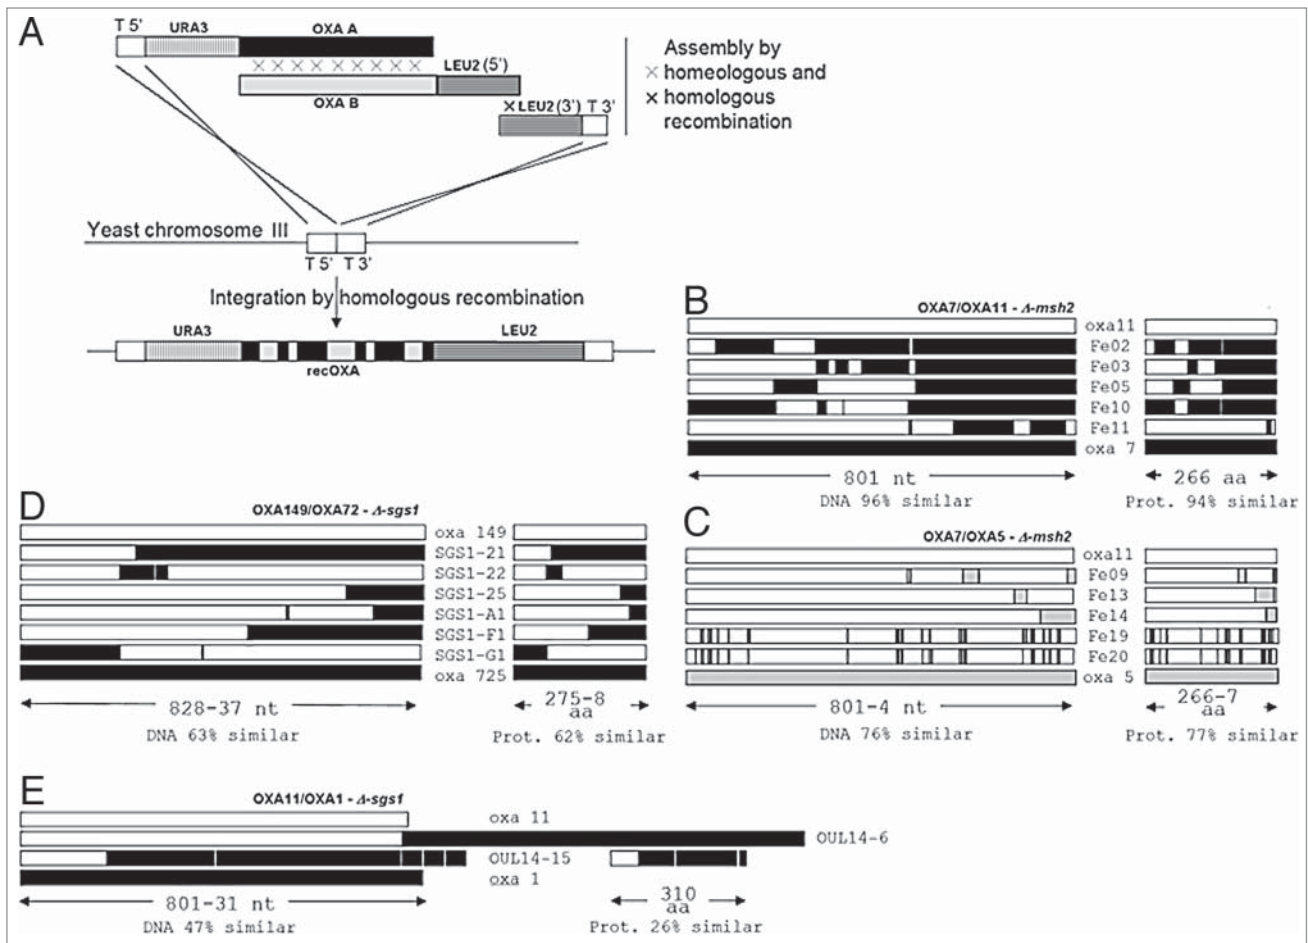 A
T 5'
URA3
OXA A
LEU2 (5')
OXA B
X LEU2 (3') T 3'
Assembly by
× homeologous and
× homologous
recombination
Yeast chromosome III
T 5' T 3'
Integration by homologous recombination
URA3
LEU2
recOXA
B
OXA7/OXA11 - Δ-msh2
oxa11
Fe02
Fe03
Fe05
Fe10
Fe11
oxa 7
801 nt
266 aa
DNA 96% similar
Prot. 94% similar
C
OXA7/OXA5 - Δ-msh2
oxa11
Fe09
Fe13
Fe14
Fe19
Fe20
oxa 5
801-4 nt
266-7
aa
DNA 76% similar
Prot. 77% similar
D
OXA149/OXA72 - Δ-sgs1
oxa 149
SGS1-21
SGS1-22
SGS1-25
SGS1-A1
SGS1-F1
SGS1-G1
oxa 725
828-37 nt
275-8
aa
DNA 63% similar
Prot. 62% similar
E
OXA11/OXA1 - Δ-sgs1
oxa 11
OUL14-6
OUL14-15
oxa 1
801-31 nt
310
aa
DNA 47% similar
Prot. 26% similar